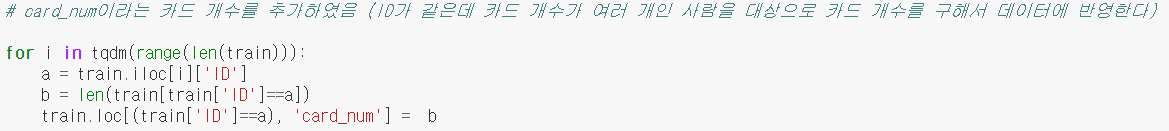 # card_num이라는 카드 개수를 추가하였음 (ID가 같은데 카드 개수가 여러 개인 사람을 대상으로 카드 개수를 구해서 데이터에 반영한다)
for i in tqdm(range(len(train))):
    a = train.iloc[i]['ID']
    b = len(train[train['ID']==a])
    train.loc[(train['ID']==a), 'card_num'] =  b